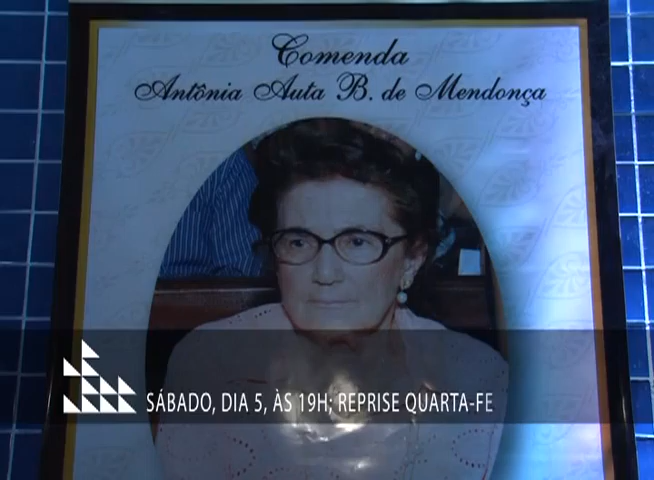 Comenda
Antônia Auta B. de Mendonça
SÁBADO, DIA 5, ÀS 19H; REPRISE QUARTA-FE